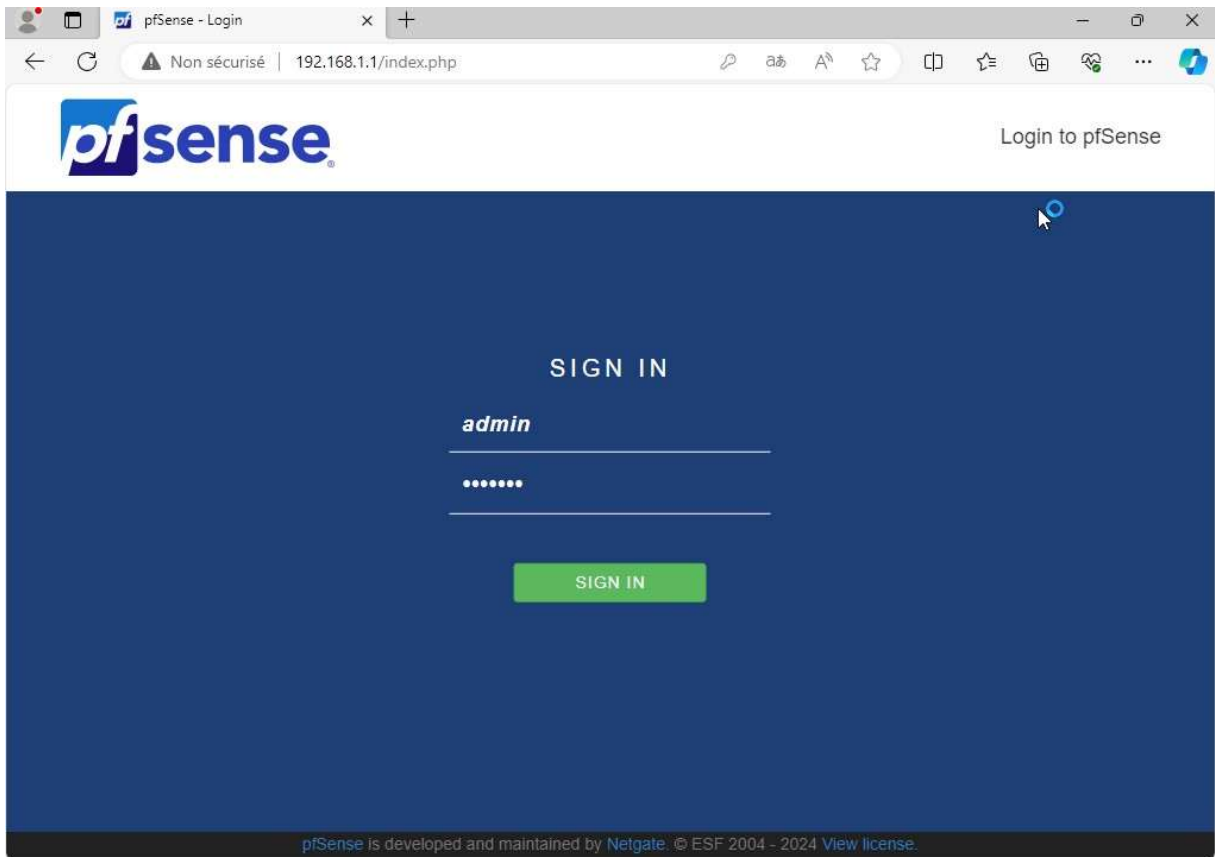 pfSense - Login
Non sécurisé | 192.168.1.1/index.php
pfsense
Login to pfSense
SIGN IN
admin
•••••••
SIGN IN
pfSense is developed and maintained by Netgate. © ESF 2004 - 2024 View license.